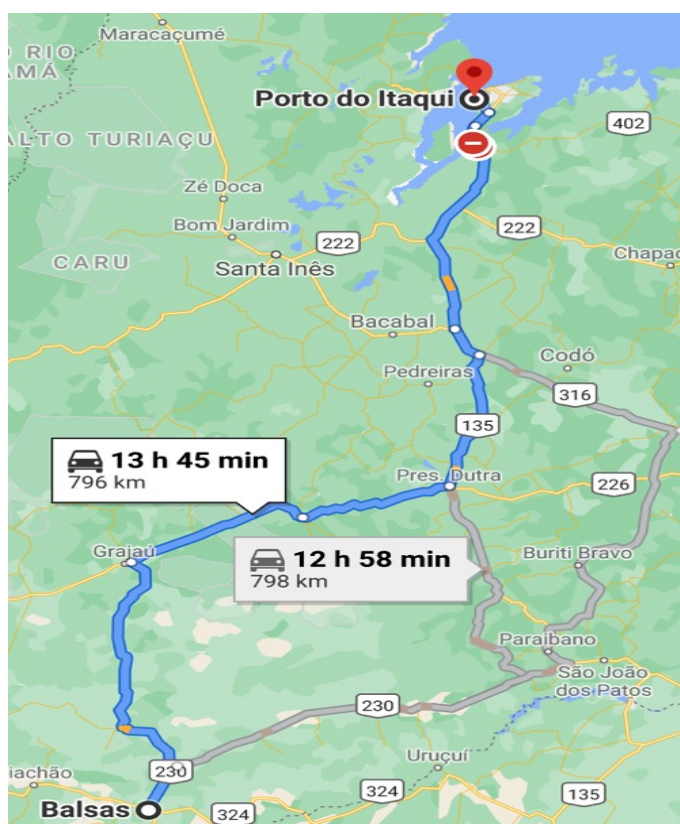 Maracaçumé
O RIO
AMÁ
Porto do Itaqui
ALTO TURIAÇU
402
Zé Doca
Bom Jardim
222
222
CARU
Santa Inês
Chapad
Bacabal
Codó
Pedreiras
316
135
13 h 45 min
796 km
Pres. Dutra
226
Grajaú
12 h 58 min
798 km
Buriti Bravo
Paraibano
São João
dos Patos
230
Uruçuí
230
iachão
324
135
Balsas
324